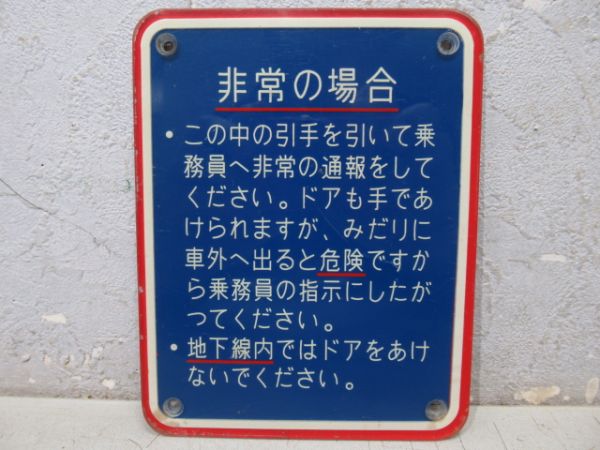 非常の場合
・この中の引手を引いて乗
務員へ非常の通報をして
ください。ドアも手であ
けられますが、みだりに
車外へ出ると危険ですか
ら乗務員の指示にしたが
つてください。
・地下線内ではドアをあけ
ないでください。